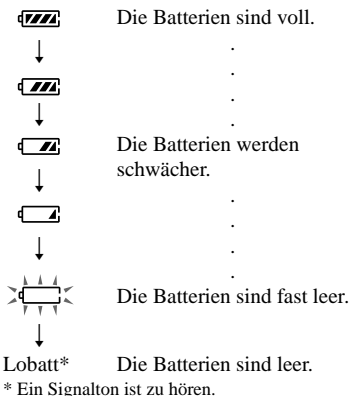 Die Batterien sind voll.
.
.
.
.
Die Batterien werden
schwächer.
.
.
.
.
Die Batterien sind fast leer.
Lobatt* Die Batterien sind leer.
* Ein Signalton ist zu hören.